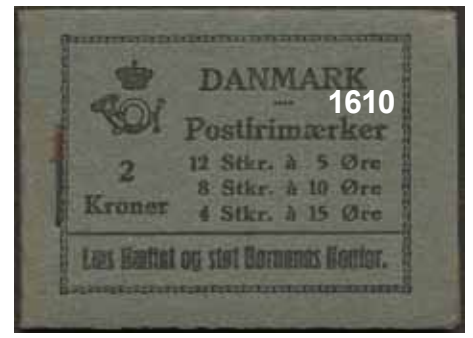 DANMARK
1610
Postfrimærker
2
Kroner
12 Stkr. à 5 Øre
8 Stkr. à 10 Øre
4 Stkr. à 15 Øre
Læs Hæftet og støt Børnenes Kontor.